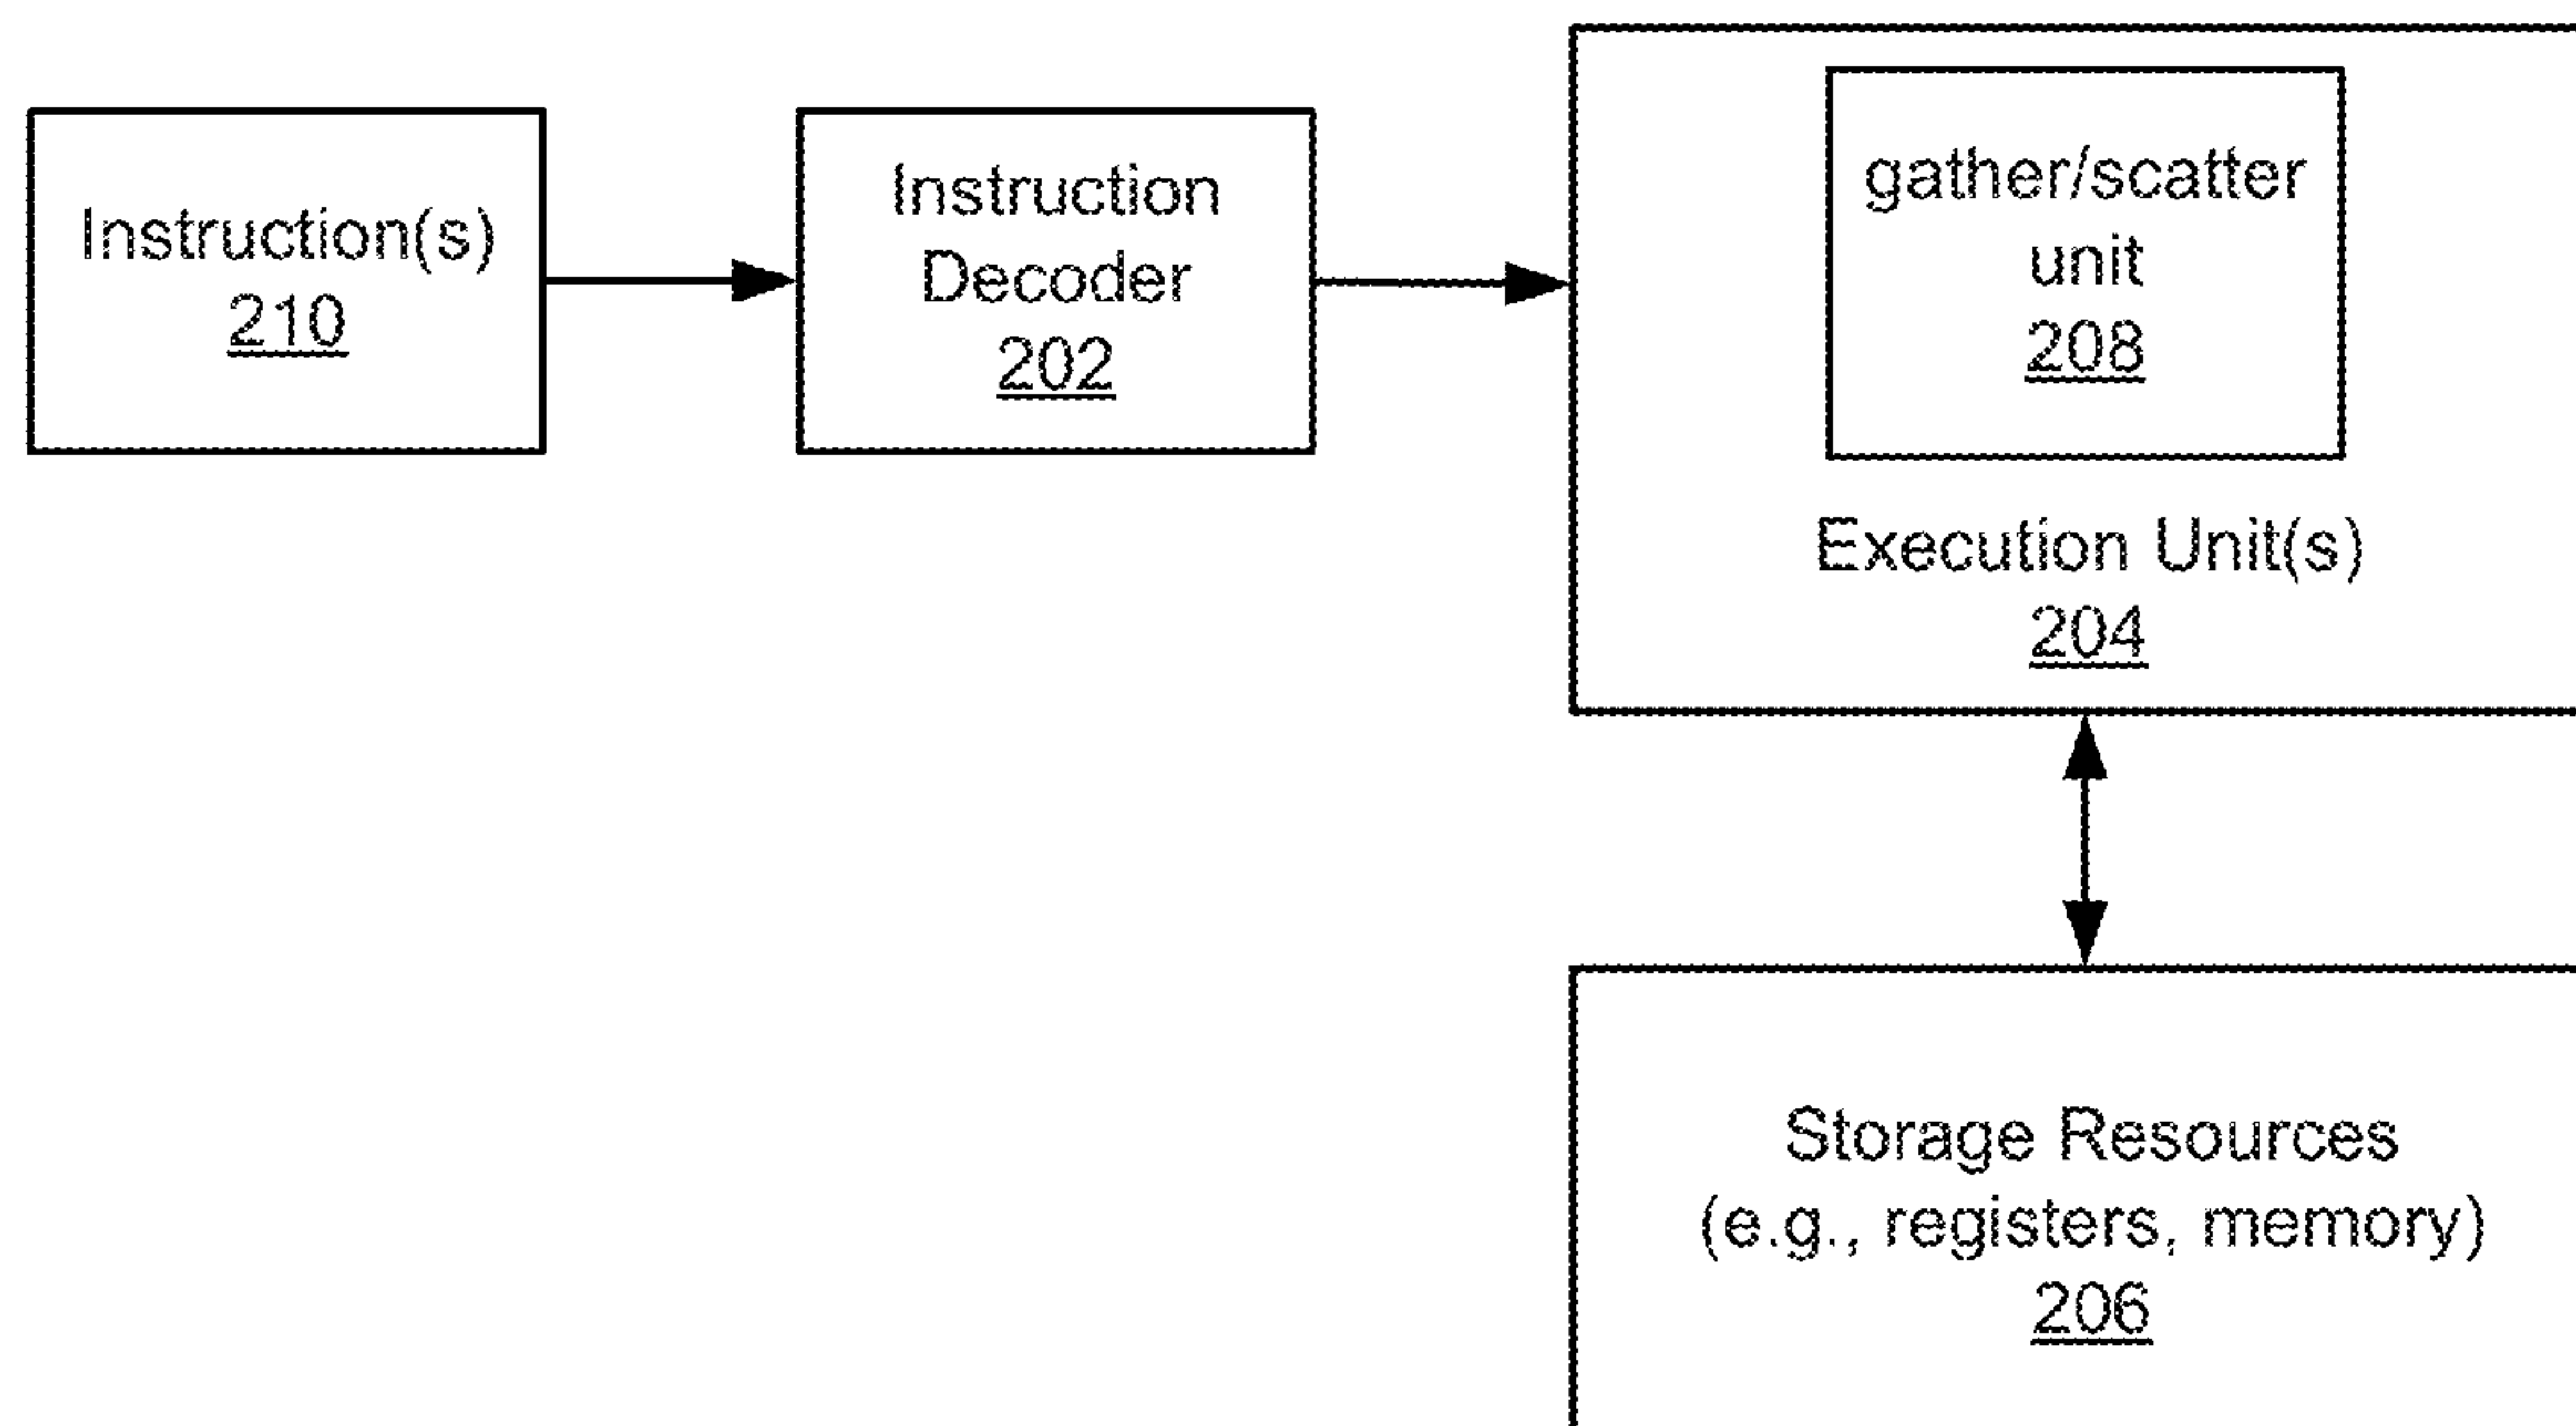 Instruction(s)
210
Instruction
Decoder
202
gather/scatter
unit
208
Execution Unit(s)
204
Storage Resources
(e.g., registers, memory)
206